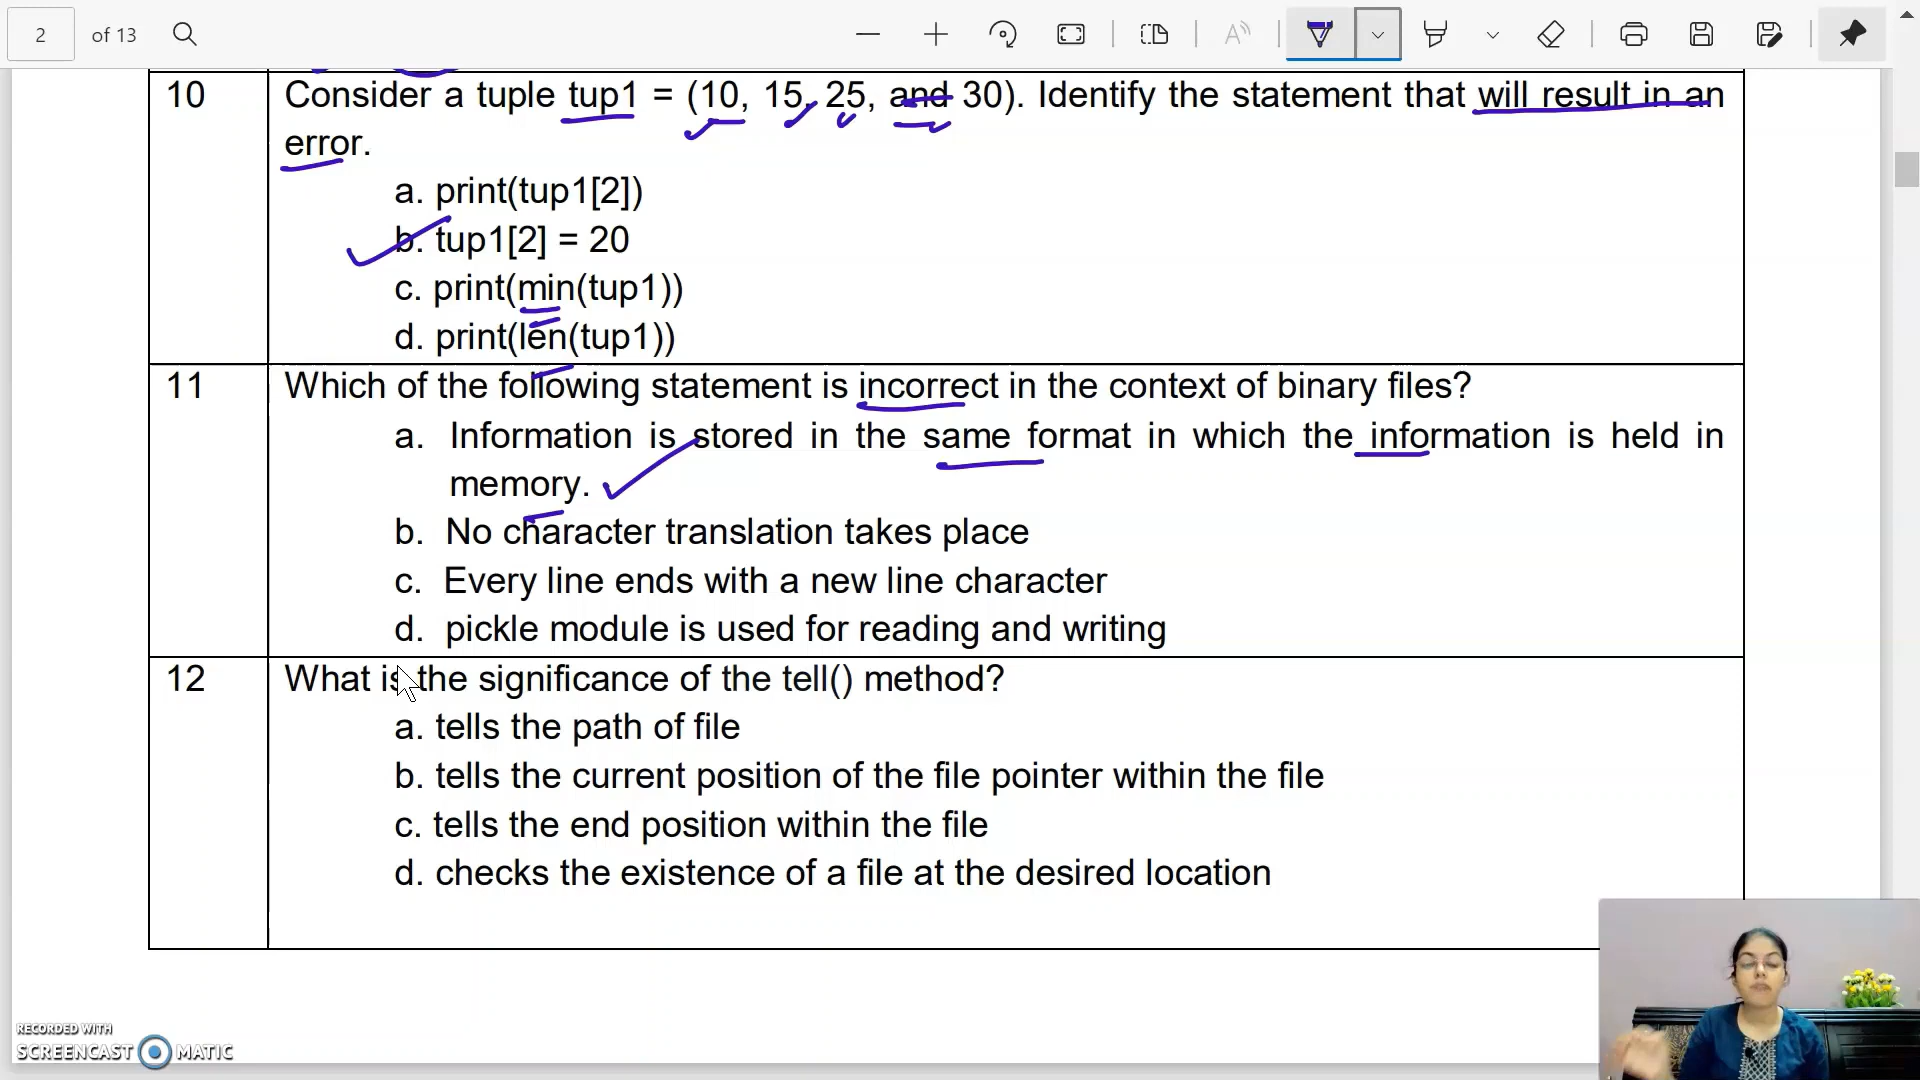 2 of 13
10 Consider a tuple tup1 = (10, 15, 25, and 30). Identify the statement that will result in an
error.
a. print(tup1[2])
b. tup1[2] = 20
c. print(min(tup1))
d. print(len(tup1))
11 Which of the following statement is incorrect in the context of binary files?
a. Information is stored in the same format in which the information is held in
memory.
b. No character translation takes place
c. Every line ends with a new line character
d. pickle module is used for reading and writing
12 What is the significance of the tell() method?
a. tells the path of file
b. tells the current position of the file pointer within the file
c. tells the end position within the file
d. checks the existence of a file at the desired location
RECORDED WITH
SCREENCAST MATIC